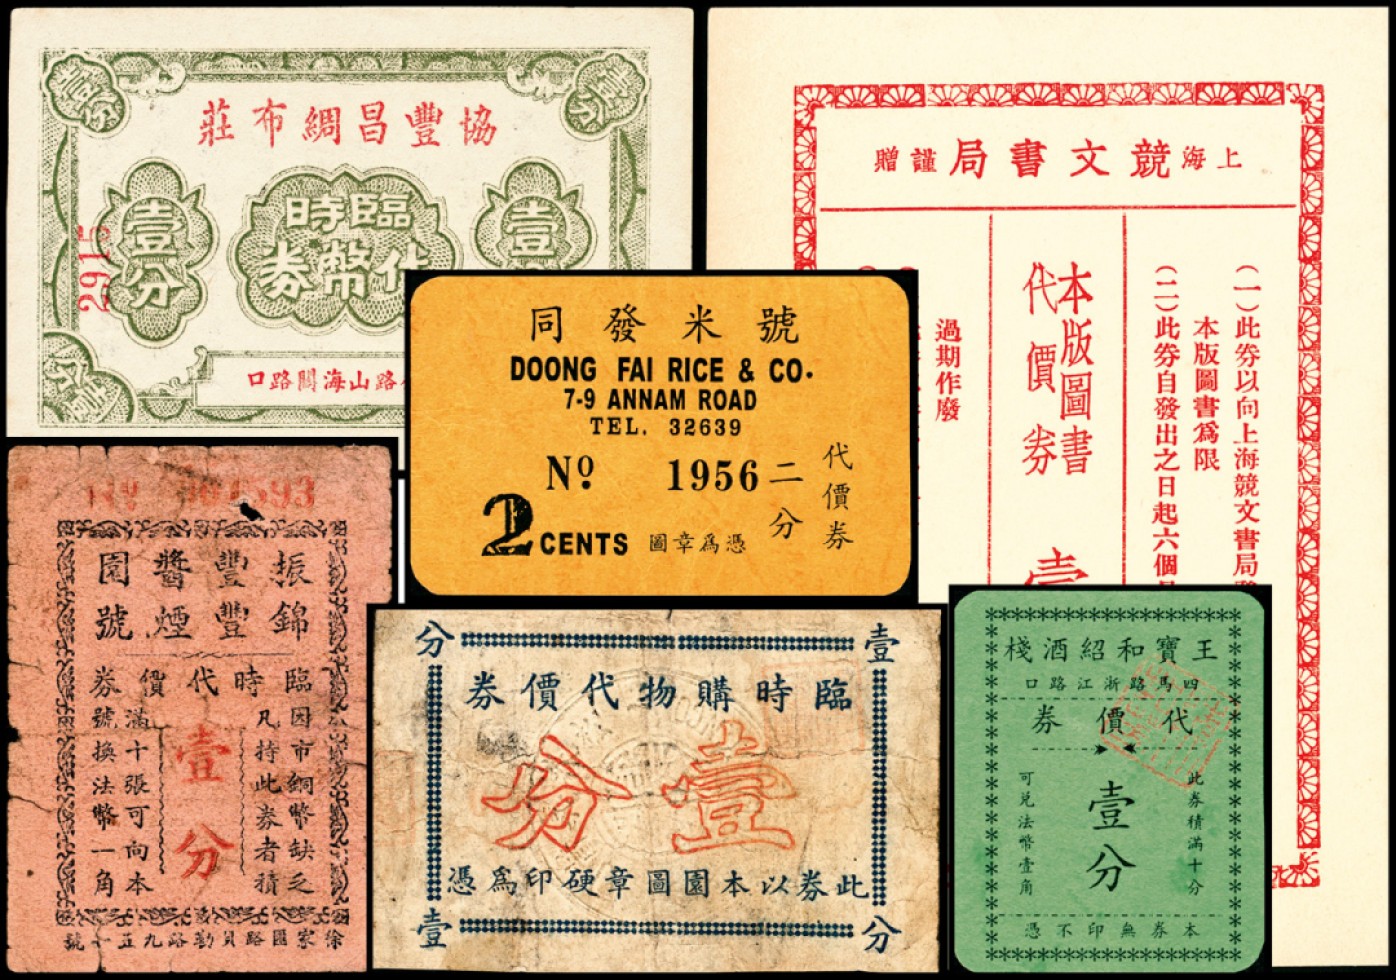 壹分
壹分
協豐昌綢布莊
壹分
臨時
代幣券
壹
2915
壹分
路山海關路口
上海競文書局謹贈
(一)此券以向上海競文書局
本版圖書為限
(二)此券自發出之日起六個
本版圖書
代價券
壹
過期作廢
同發米號
DOONG FAI RICE & CO.
7-9 ANNAM ROAD
TEL. 32639
Nº 1956
代價券
二分
2 CENTS
憑為章圖
振豐醬園
錦豐煙號
臨時代價券
因市銅幣缺乏
凡持此券者積
壹分
滿十張可向本
號換法幣一角
徐家匯路貝勒路九五十號
壹
分
臨時購物代價券
壹分
此券以本園圖章硬印為憑
分
壹
王寶和紹酒棧
四馬路浙江路口
代價券
此券積滿十分
壹分
可兌法幣壹角
本券無印不憑